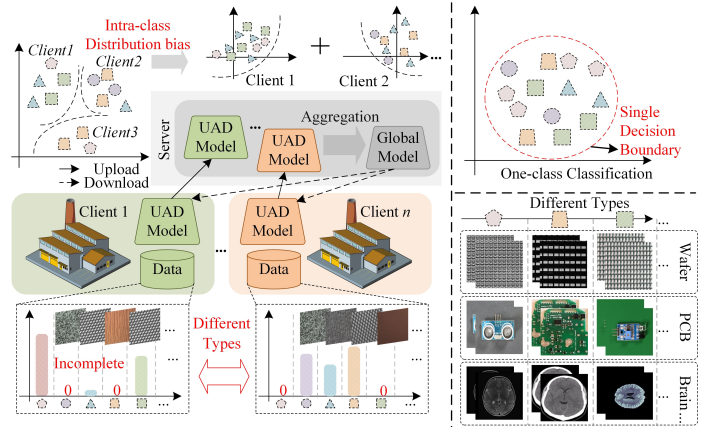 Intra-class
Distribution bias
Client1
Client2
Client3
Client 1
+
Client 2
...
Upload
Download
Server
UAD
Model
...
UAD
Model
Aggregation
Global
Model
Client 1
UAD
Model
Data
...
UAD
Model
Data
Client n
Incomplete
...
0
0
0
...
Different
Types
...
0
0
0
...
Single
Decision
Boundary
One-class Classification
Different Types
...
Wafer
...
PCB
...
Brain
...
...